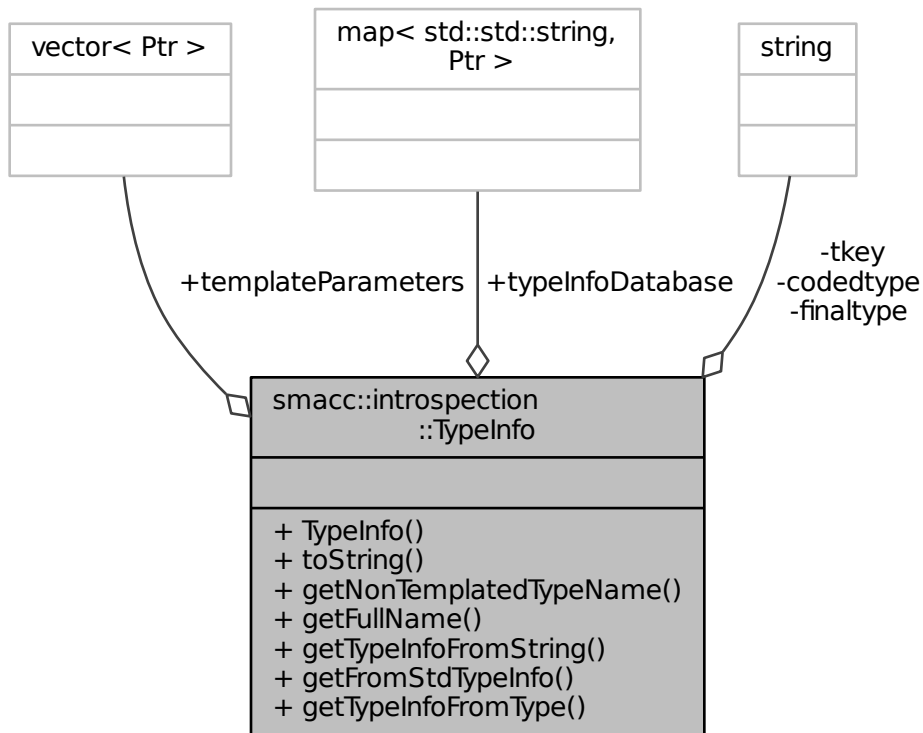 vector< Ptr >
map< std::std::string,
Ptr >
string
+templateParameters
+typeInfoDatabase
-tkey
-codedtype
-finaltype
smacc::introspection
::TypeInfo
+ TypeInfo()
+ toString()
+ getNonTemplatedTypeName()
+ getFullName()
+ getTypeInfoFromString()
+ getFromStdTypeInfo()
+ getTypeInfoFromType()